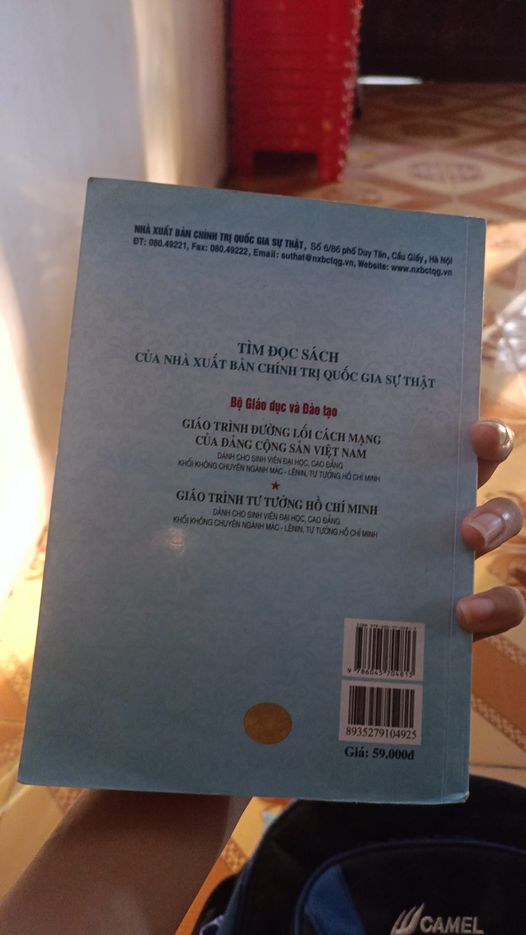 NHÀ XUẤT BẢN CHÍNH TRỊ QUỐC GIA SỰ THẬT, Số 6/86 phố Duy Tân, Cầu Giấy, Hà Nội
ĐT: 080.49221, Fax: 080.49222, Email: suthat@nxbctqg.vn, Website: www.nxbctqg.vn
TÌM ĐỌC SÁCH
CỦA NHÀ XUẤT BẢN CHÍNH TRỊ QUỐC GIA SỰ THẬT
Bộ Giáo dục và Đào tạo
GIÁO TRÌNH ĐƯỜNG LỐI CÁCH MẠNG
CỦA ĐẢNG CỘNG SẢN VIỆT NAM
DÀNH CHO SINH VIÊN ĐẠI HỌC, CAO ĐẲNG
KHỐI KHÔNG CHUYÊN NGÀNH MÁC - LÊNIN, TƯ TƯỞNG HỒ CHÍ MINH
GIÁO TRÌNH TƯ TƯỞNG HỒ CHÍ MINH
DÀNH CHO SINH VIÊN ĐẠI HỌC, CAO ĐẲNG
KHỐI KHÔNG CHUYÊN NGÀNH MÁC - LÊNIN, TƯ TƯỞNG HỒ CHÍ MINH
9 786045 704813
8935279104925
Giá: 59.000đ
CAMEL